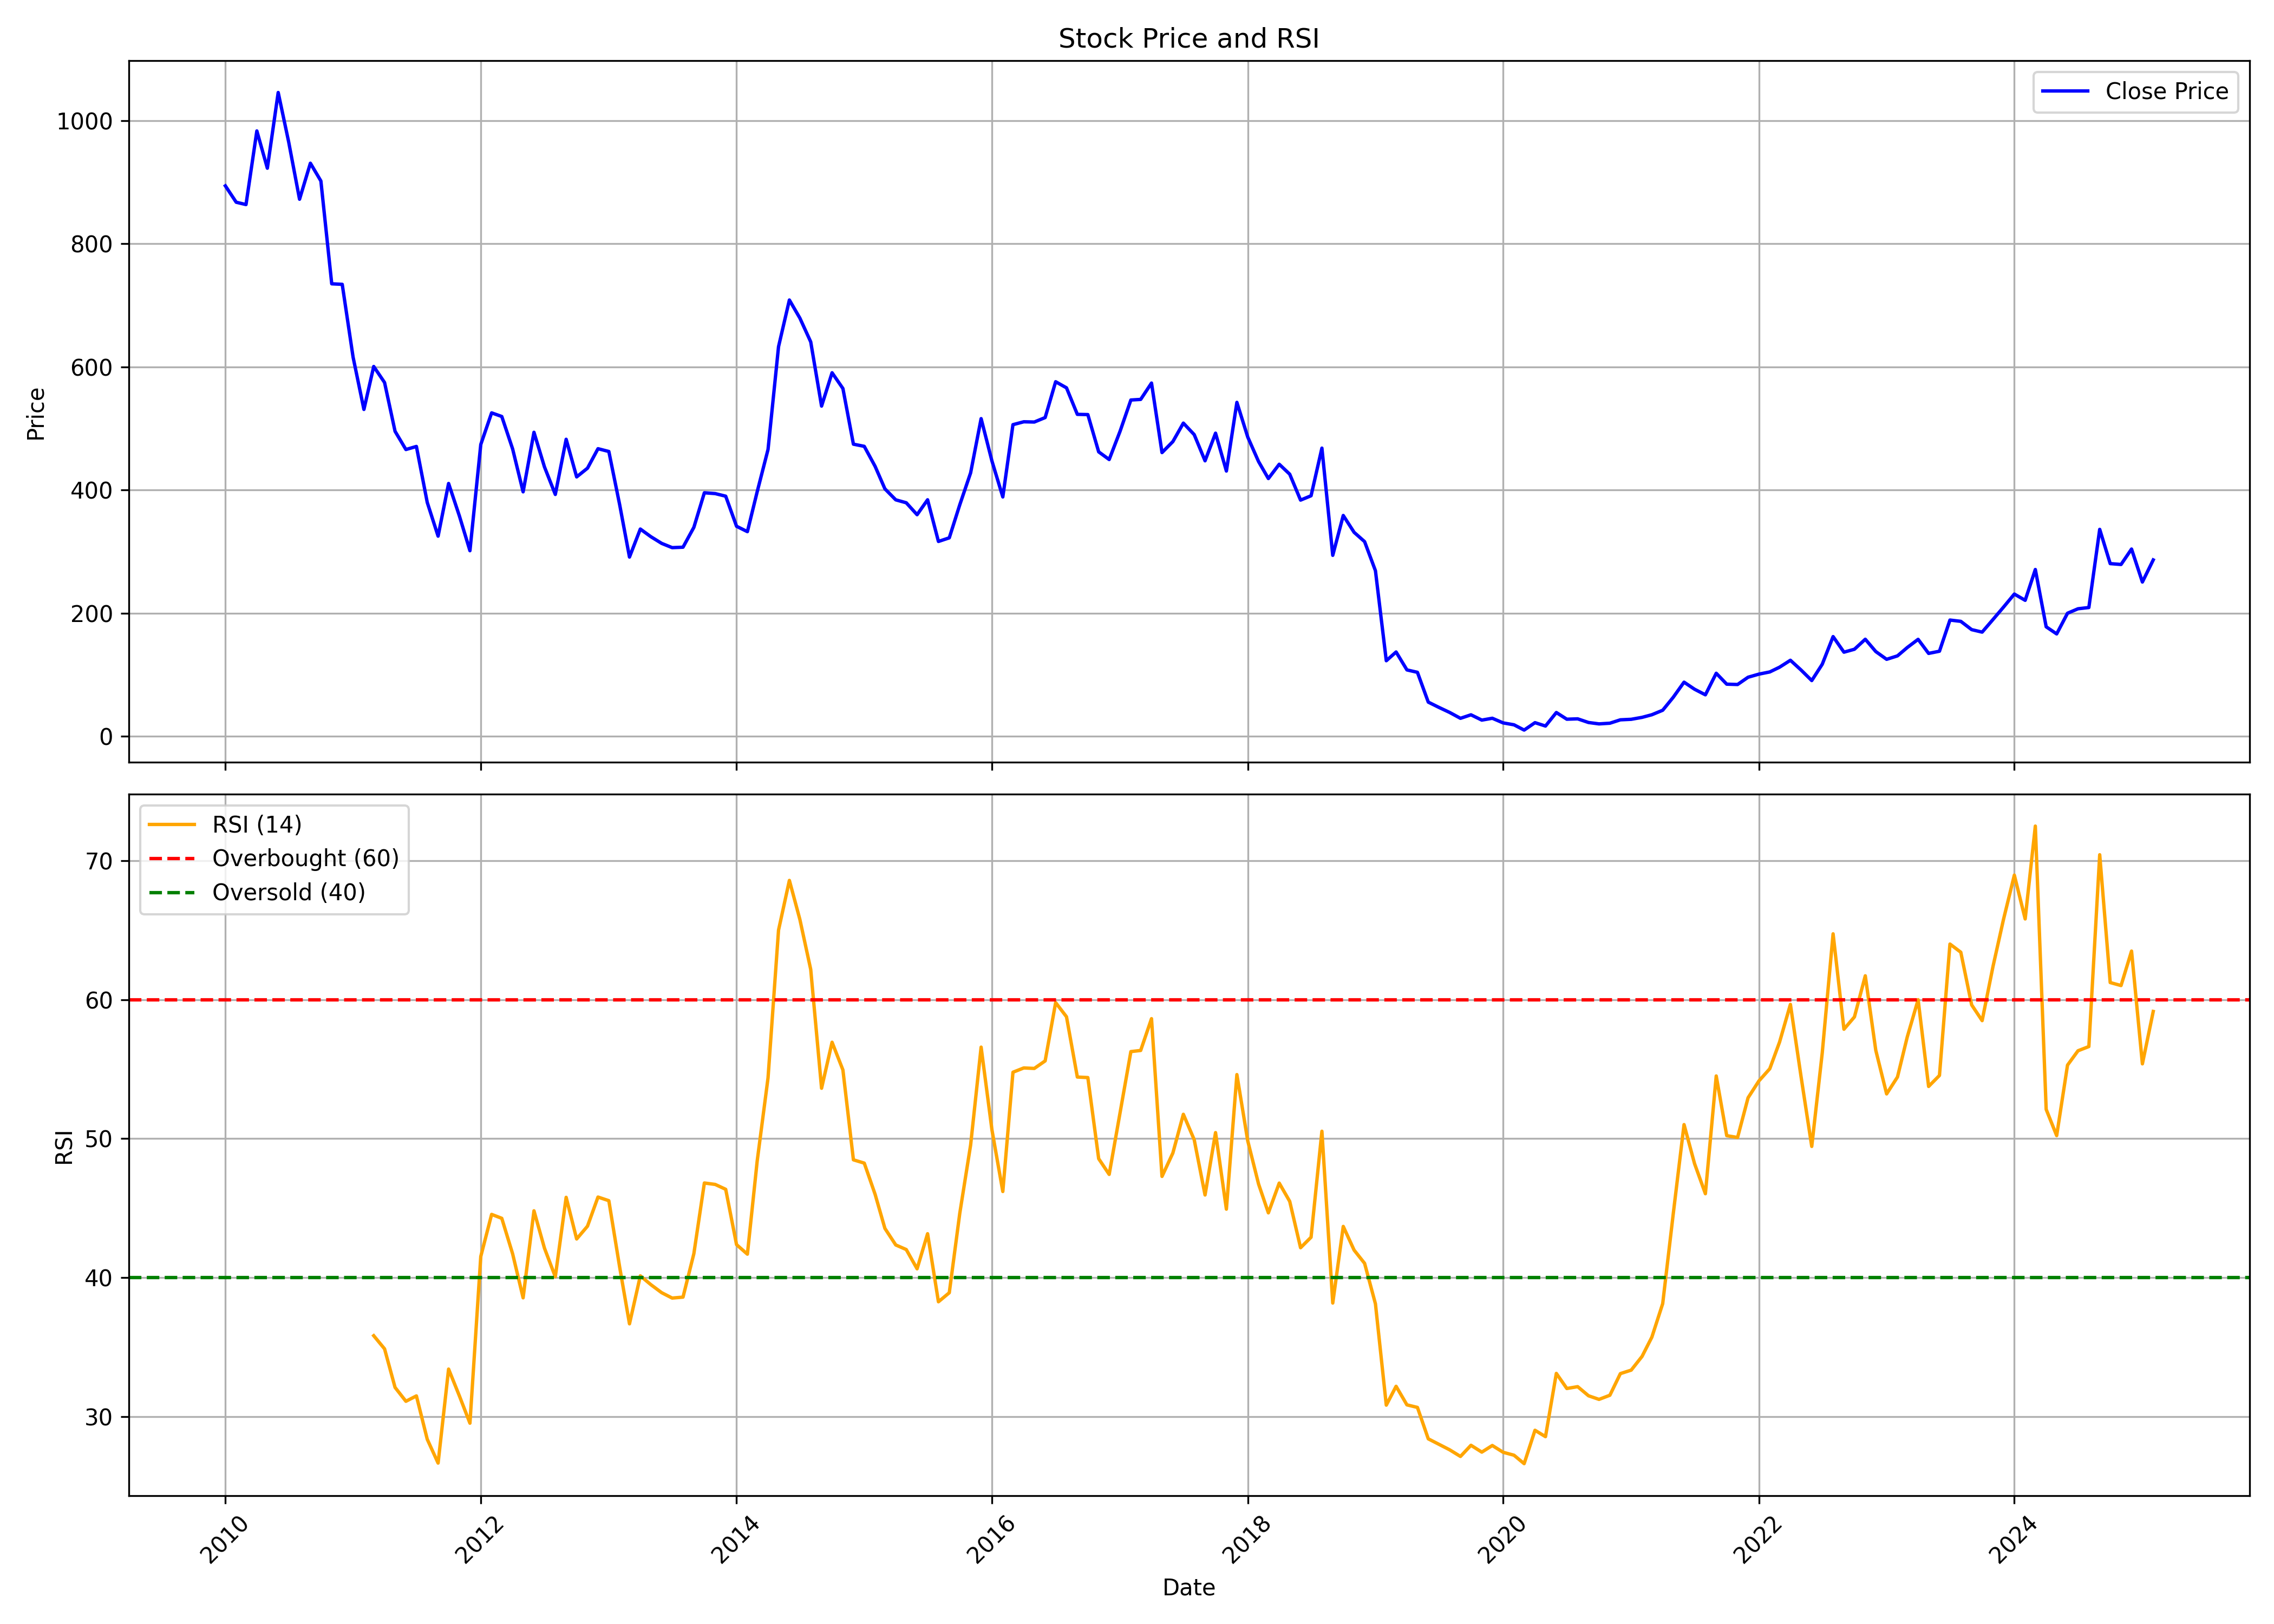 Stock Price and RSI
Close Price
1000
800
600
400
200
0
Price
RSI (14)
Overbought (60)
Oversold (40)
70
60
50
40
30
RSI
2010
2012
2014
2016
2018
2020
2022
2024
Date